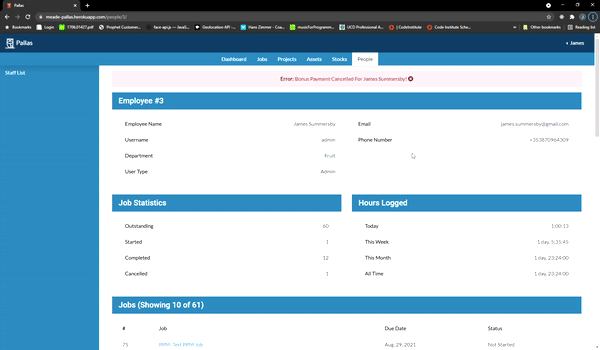 Pallas
meade-pallas.herokuapp.com/people/3/
Bookmarks Login 1706.01427.pdf Prophet Customer... face-api.js — JavaS... Geolocation API -... Hans Zimmer - Coa... musicForProgramm... UCD Professional A... | CodeInstitute Code Institute Sche... » Other bookmarks Reading list
Pallas James
Dashboard Jobs Projects Assets Stocks People
Staff List
Error: Bonus Payment Cancelled For James Summersby!
Employee #3
Employee Name James Summersby Email james.summersby@gmail.com
Username admin Phone Number +353870964309
Department Fruit
User Type Admin
Job Statistics Hours Logged
Outstanding 60 Today 1:00:13
Started 1 This Week 1 day, 5:35:45
Completed 12 This Month 1 day, 23:24:00
Cancelled 1 All Time 1 day, 23:24:00
Jobs (Showing 10 of 61)
# Job Due Date Status
75 Test Job Aug. 29, 2021 Not Started